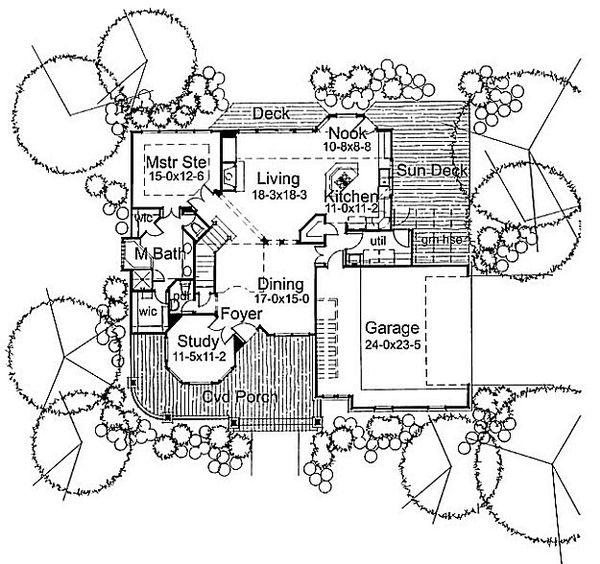 Deck
Nook
10-8x8-8
Mstr Ste
15-0x12-6
Living
18-3x18-3
Sun Deck
Kitchen
11-0x11-2
wic
util
grn hse
M Bath
Dining
17-0x15-0
pdr
wic
Foyer
Garage
24-0x23-5
Study
11-5x11-2
Cvd Porch